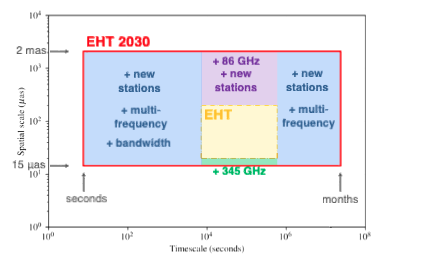 10⁴
EHT 2030
2 mas
+ 86 GHz
+ new
stations
+ new
stations
+ new
stations
10³
+ multi-
frequency
+ multi-
frequency
EHT
10²
+ bandwidth
Spatial scale (μas)
15 μas
+ 345 GHz
10¹
seconds
months
10⁰
10⁰
10²
10⁴
10⁶
10⁸
Timescale (seconds)